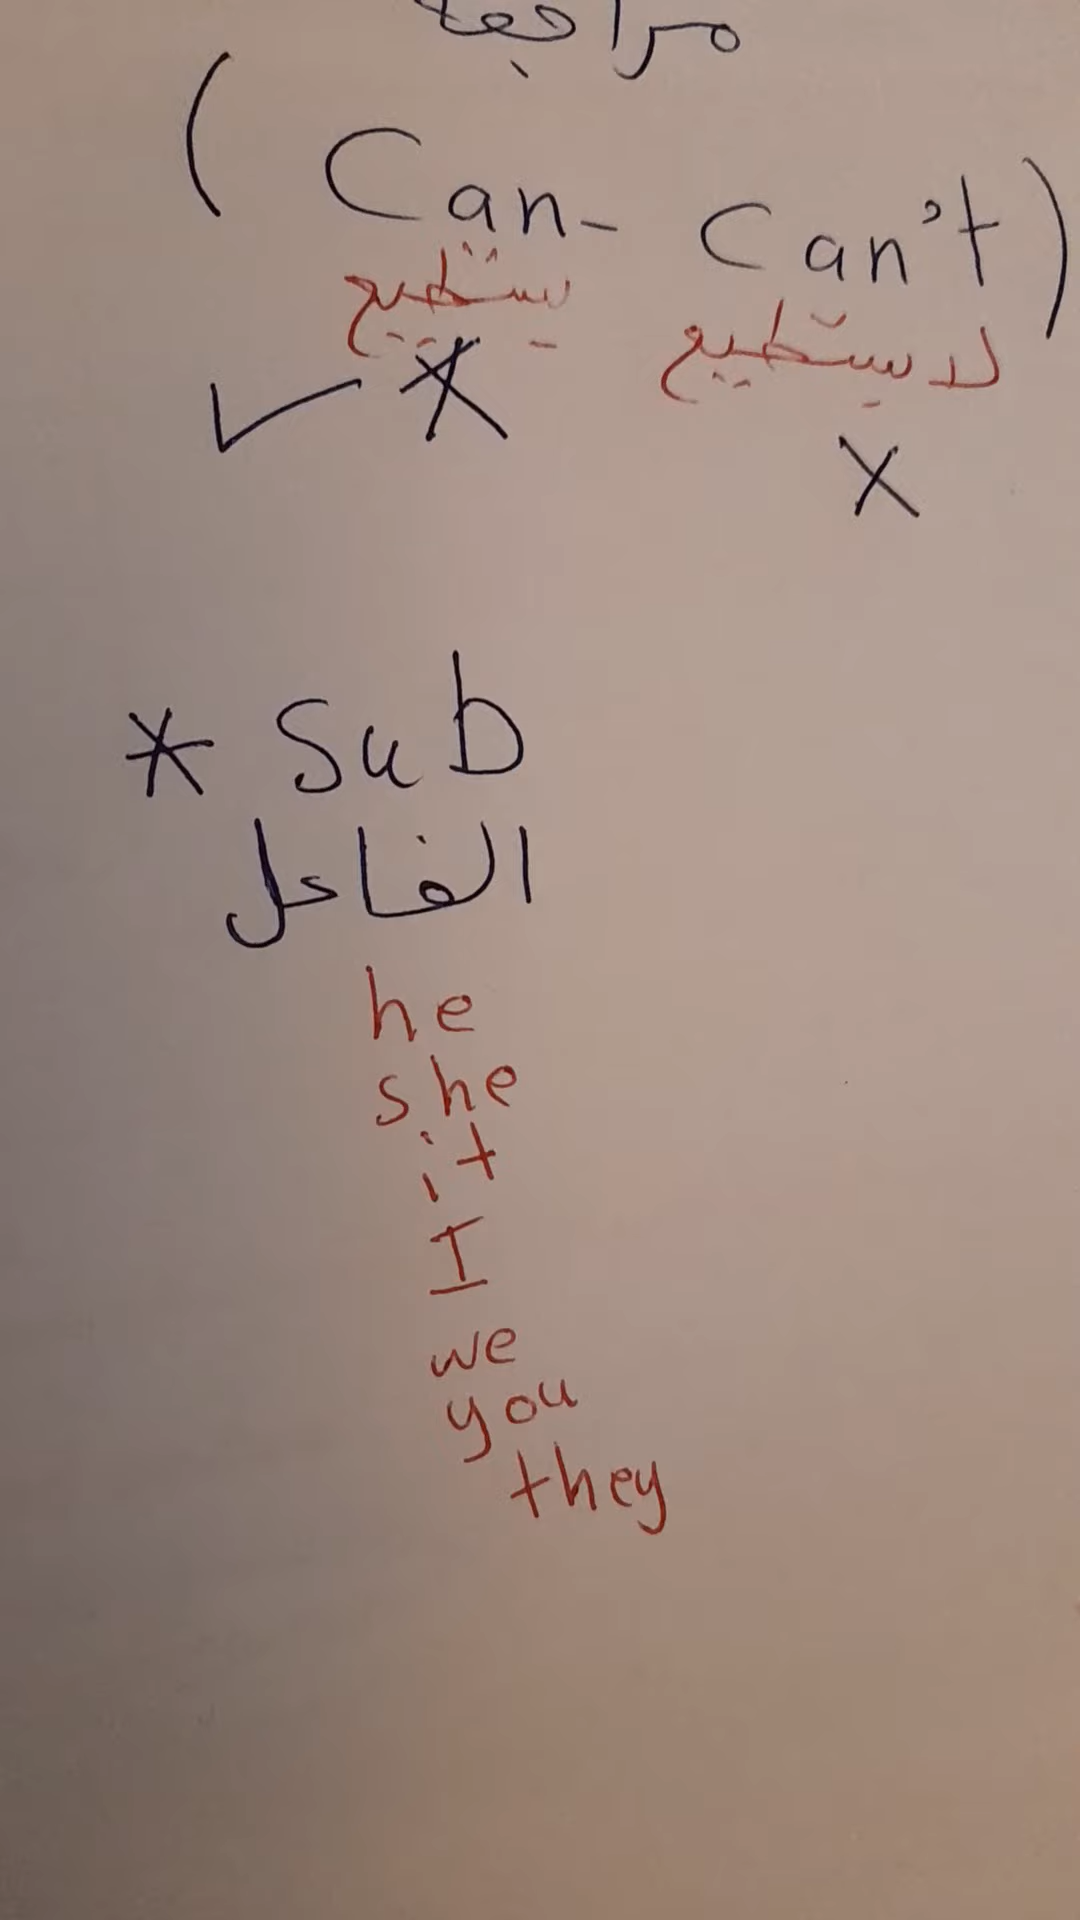 مراجعة
( Can - Can't )
يستطيع لا يستطيع
* Sub
الفاعل
he
she
it
I
we
you
they